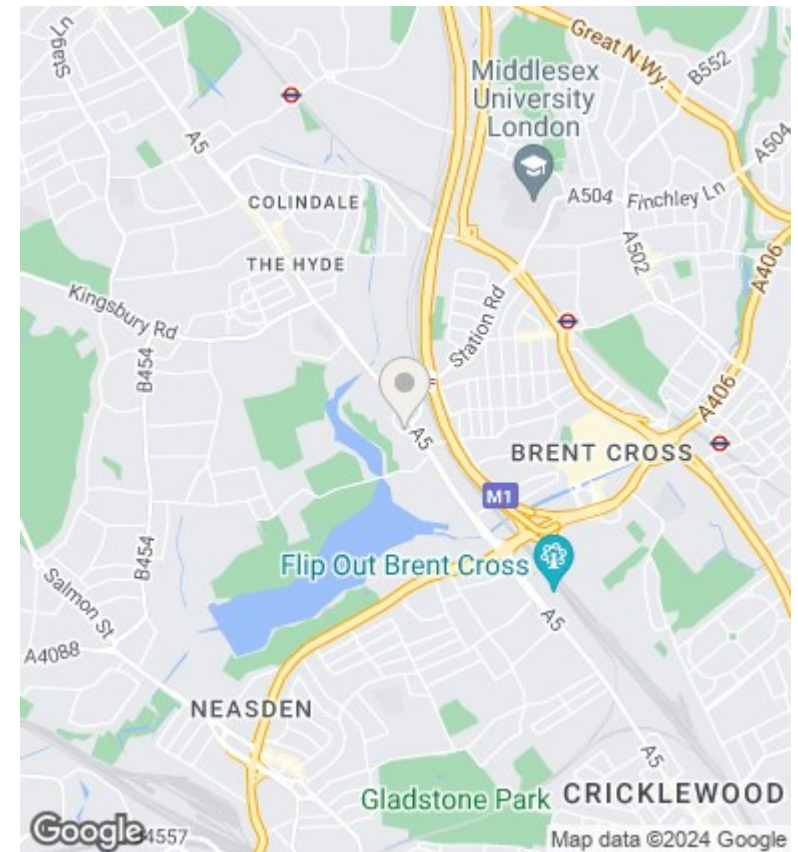 Stag Ln
Great N Wy.
B552
Middlesex
University
London
A5
A504
A504
Finchley Ln
COLINDALE
A502
THE HYDE
A406
Kingsbury Rd
Station Rd
B454
A406
A5
BRENT CROSS
M1
Flip Out Brent Cross
B454
Salmon St
A5
A4088
NEASDEN
A5
Gladstone Park
CRICKLEWOOD
Google
4557
Map data ©2024 Google